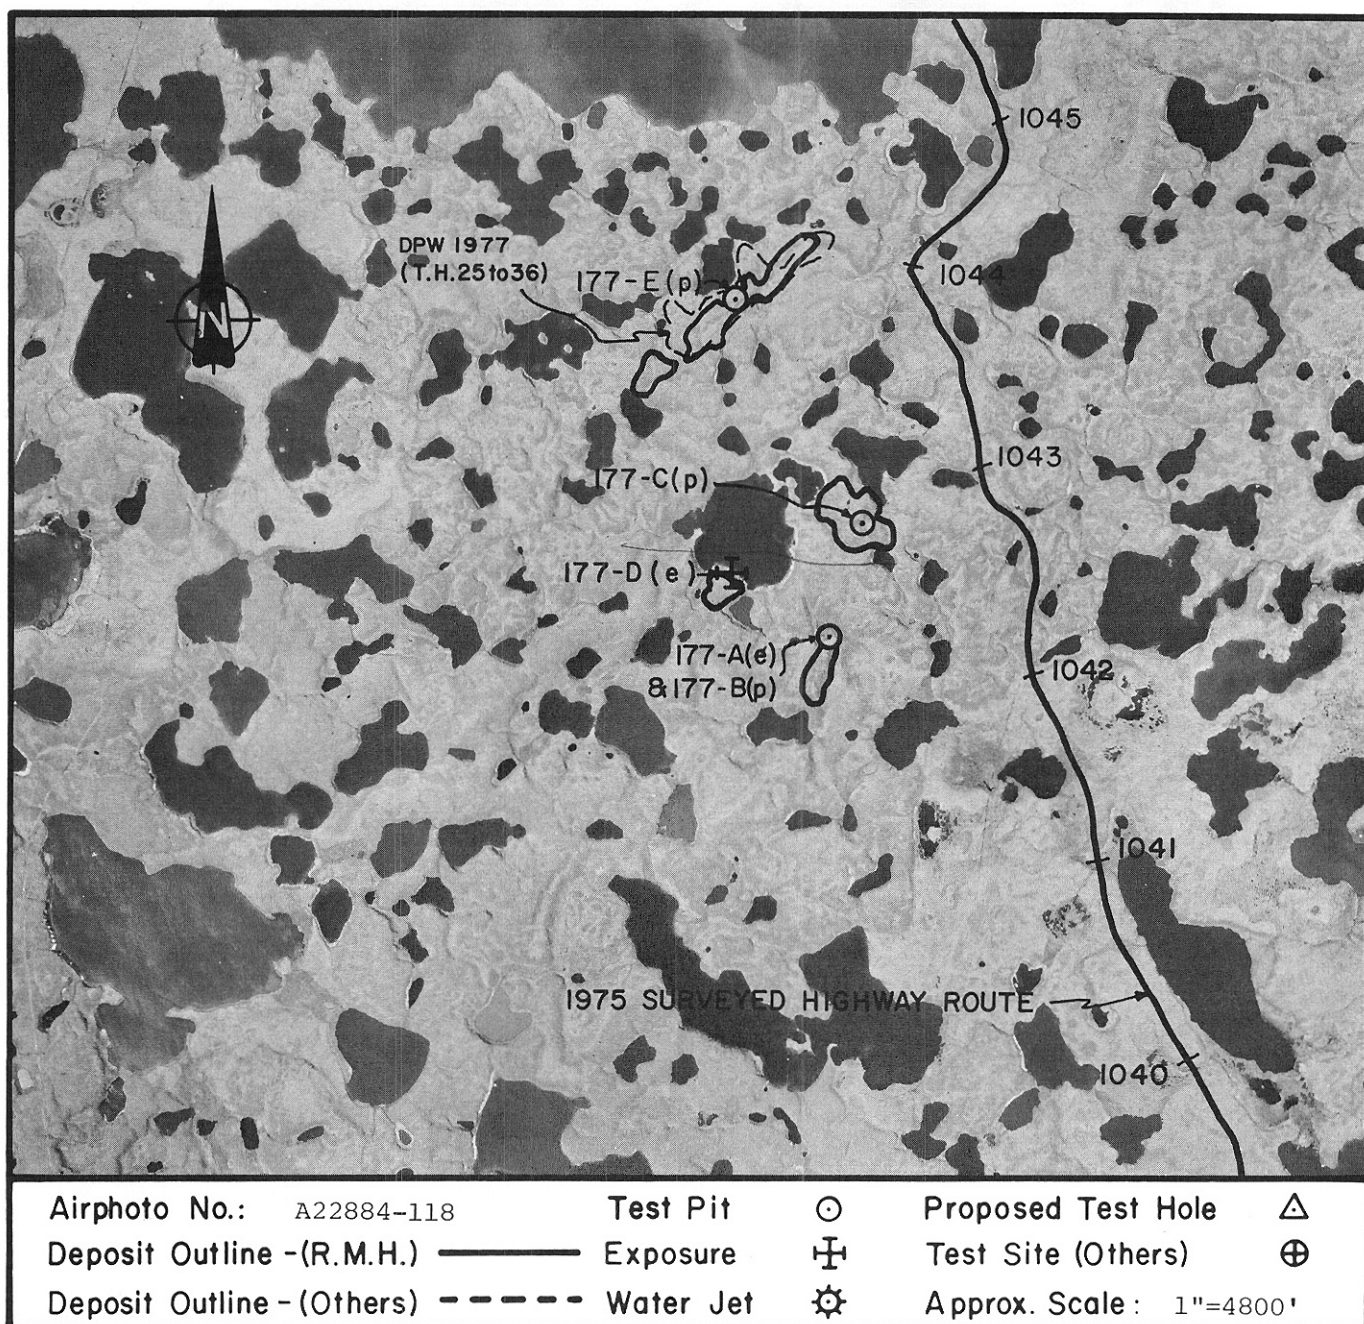 1045
DPW 1977
(T.H.25to36)
177-E(p)
1044
N
1043
177-C(p)
177-D(e)
177-A(e)
&177-B(p)
1042
1041
1975 SURVEYED HIGHWAY ROUTE
1040
Airphoto No.: A22884-118
Test Pit
Proposed Test Hole
Deposit Outline-(R.M.H.)
Exposure
Test Site (Others)
Deposit Outline-(Others)
Water Jet
Approx. Scale: 1"=4800'